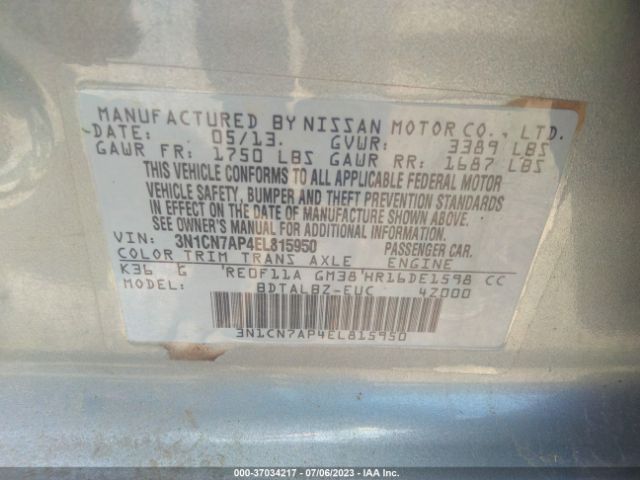 MANUFACTURED BY NISSAN MOTOR CO., LTD.
DATE: 05/13. GVWR: 3389 LBS
GAWR FR: 1750 LBS GAWR RR: 1687 LBS
THIS VEHICLE CONFORMS TO ALL APPLICABLE FEDERAL MOTOR
VEHICLE SAFETY, BUMPER AND THEFT PREVENTION STANDARDS
IN EFFECT ON THE DATE OF MANUFACTURE SHOWN ABOVE.
SEE OWNER'S MANUAL FOR ADDITIONAL INFORMATION
VIN: 3N1CN7AP4EL815950 PASSENGER CAR.
COLOR TRIM TRANS AXLE ENGINE
K36 G RE0F11A GM38 HR16DE1598 CC
MODEL: BDTALBZ-EUC 4Z000
3N1CN7AP4EL815950
000-37034217 - 07/06/2023 - IAA Inc.